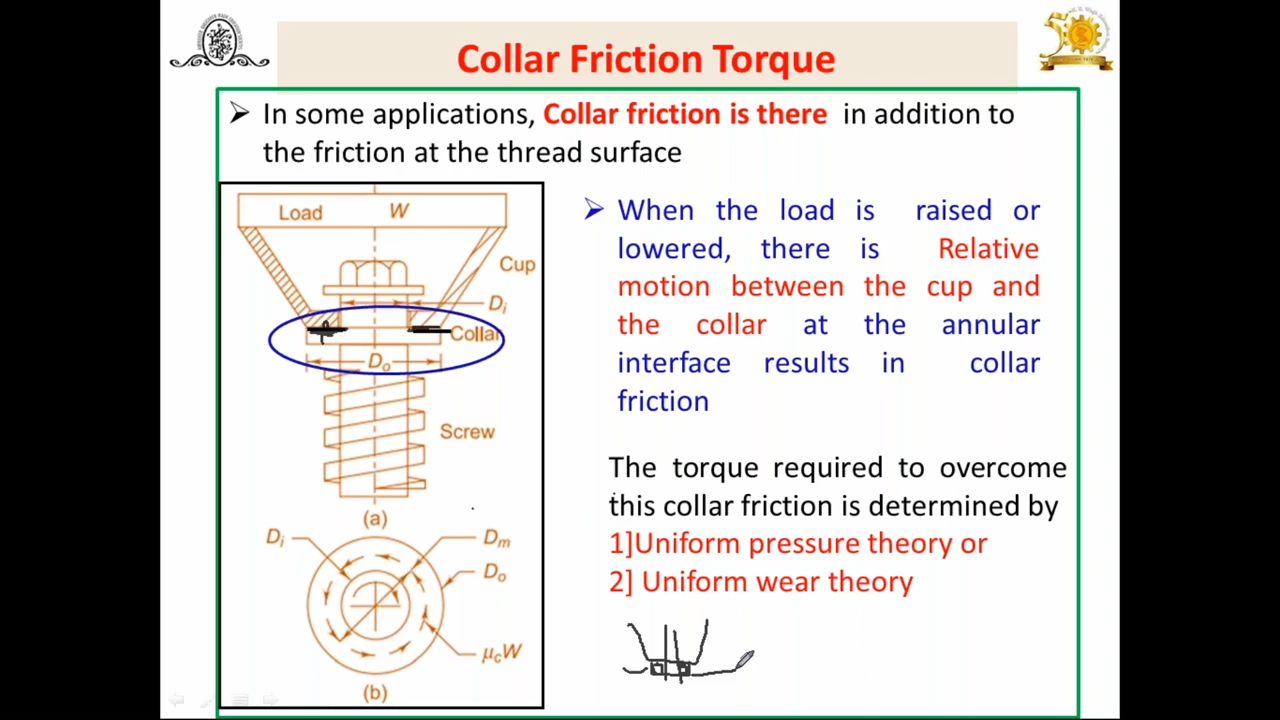 Collar Friction Torque
➢ In some applications, Collar friction is there in addition to
the friction at the thread surface
Load W
Cup
Di
Collar
Do
Screw
(a)
Di
Dm
Do
μcW
(b)
➢ When the load is raised or
lowered, there is Relative
motion between the cup and
the collar at the annular
interface results in collar
friction
The torque required to overcome
this collar friction is determined by
1]Uniform pressure theory or
2] Uniform wear theory